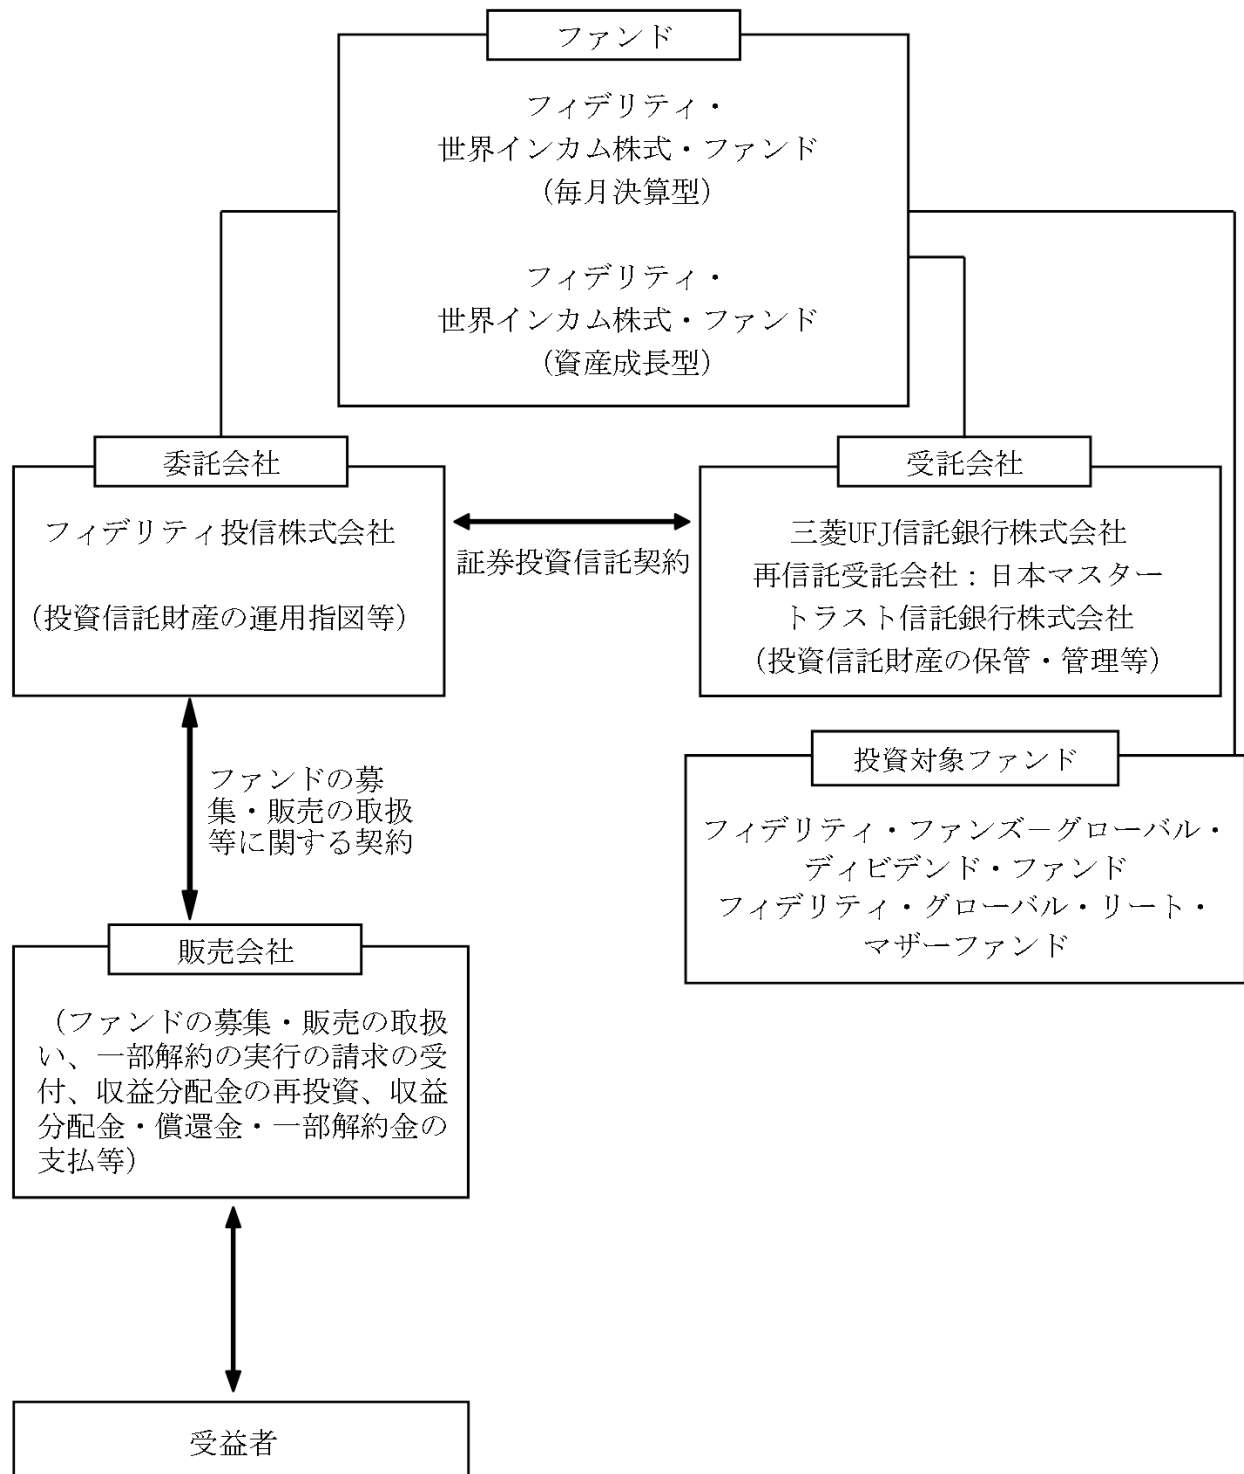 ファンド
フィデリティ・
世界インカム株式・ファンド
(毎月決算型)
フィデリティ・
世界インカム株式・ファンド
(資産成長型)
委託会社
フィデリティ投信株式会社
(投資信託財産の運用指図等)
証券投資信託契約
受託会社
三菱UFJ信託銀行株式会社
再信託受託会社:日本マスター
トラスト信託銀行株式会社
(投資信託財産の保管・管理等)
ファンドの募
集・販売の取扱
等に関する契約
投資対象ファンド
フィデリティ・ファンズ-グローバル・
ディビデンド・ファンド
フィデリティ・グローバル・リート・
マザーファンド
販売会社
(ファンドの募集・販売の取扱
い、一部解約の実行の請求の受
付、収益分配金の再投資、収益
分配金・償還金・一部解約金の
支払等)
受益者